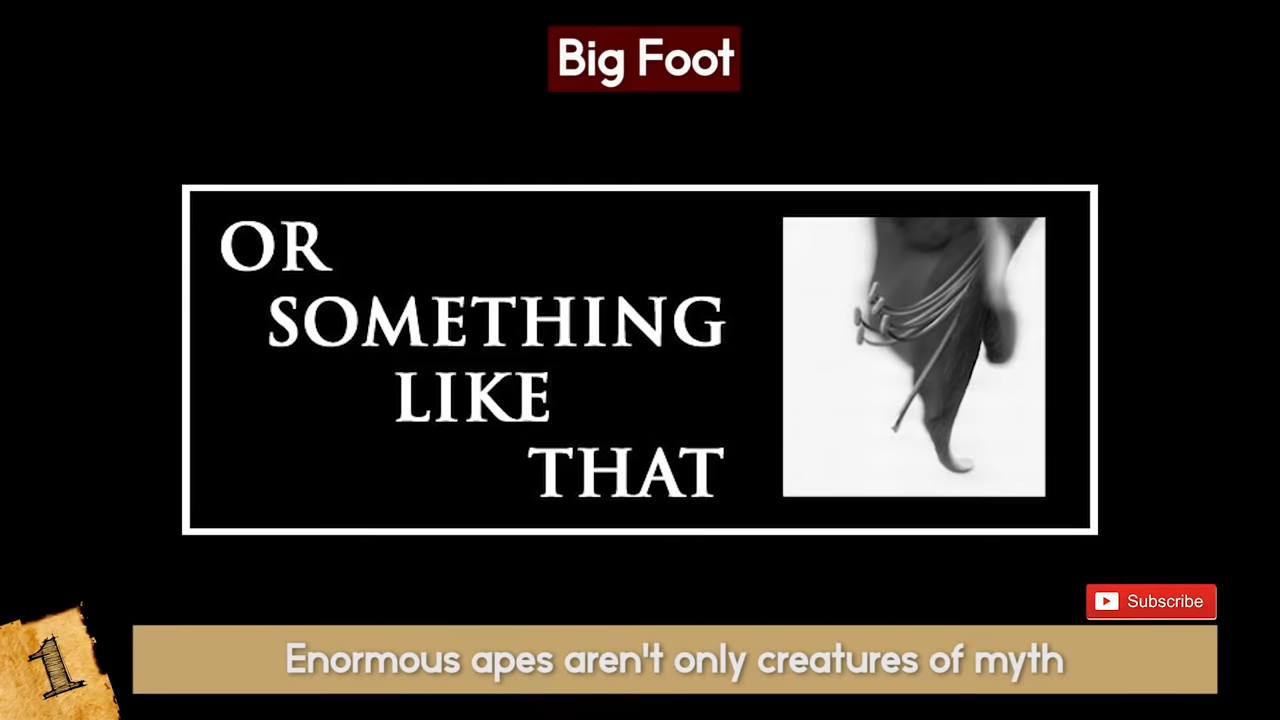 Big Foot
OR
SOMETHING
LIKE
THAT
Subscribe
1
Enormous apes aren't only creatures of myth